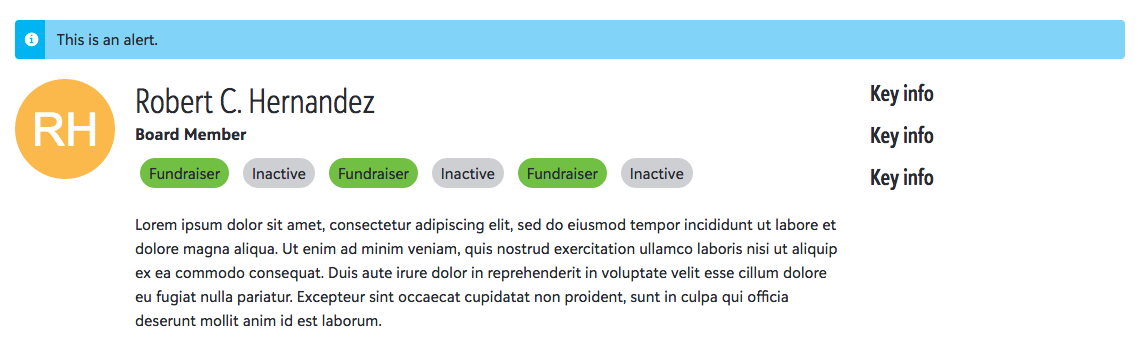 This is an alert.
RH
Robert C. Hernandez
Board Member
Fundraiser Inactive Fundraiser Inactive Fundraiser Inactive
Lorem ipsum dolor sit amet, consectetur adipiscing elit, sed do eiusmod tempor incididunt ut labore et
dolore magna aliqua. Ut enim ad minim veniam, quis nostrud exercitation ullamco laboris nisi ut aliquip
ex ea commodo consequat. Duis aute irure dolor in reprehenderit in voluptate velit esse cillum dolore
eu fugiat nulla pariatur. Excepteur sint occaecat cupidatat non proident, sunt in culpa qui officia
deserunt mollit anim id est laborum.
Key info
Key info
Key info